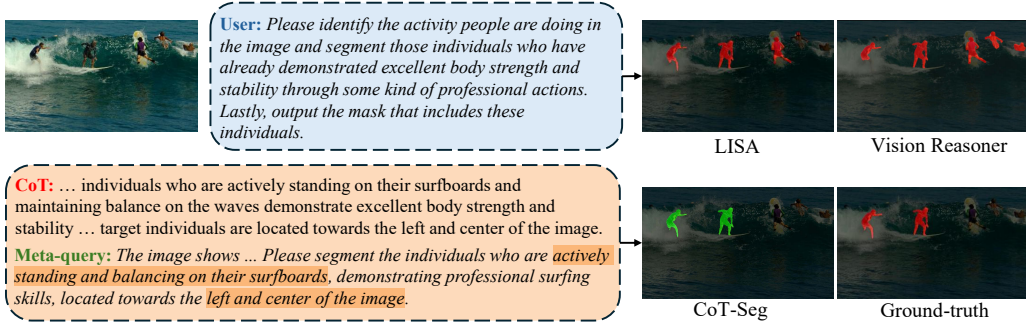 User: Please identify the activity people are doing in
the image and segment those individuals who have
already demonstrated excellent body strength and
stability through some kind of professional actions.
Lastly, output the mask that includes these
individuals.
LISA
Vision Reasoner
CoT: … individuals who are actively standing on their surfboards and
maintaining balance on the waves demonstrate excellent body strength and
stability … target individuals are located towards the left and center of the image.
Meta-query: The image shows ... Please segment the individuals who are actively
standing and balancing on their surfboards, demonstrating professional surfing
skills, located towards the left and center of the image.
CoT-Seg
Ground-truth